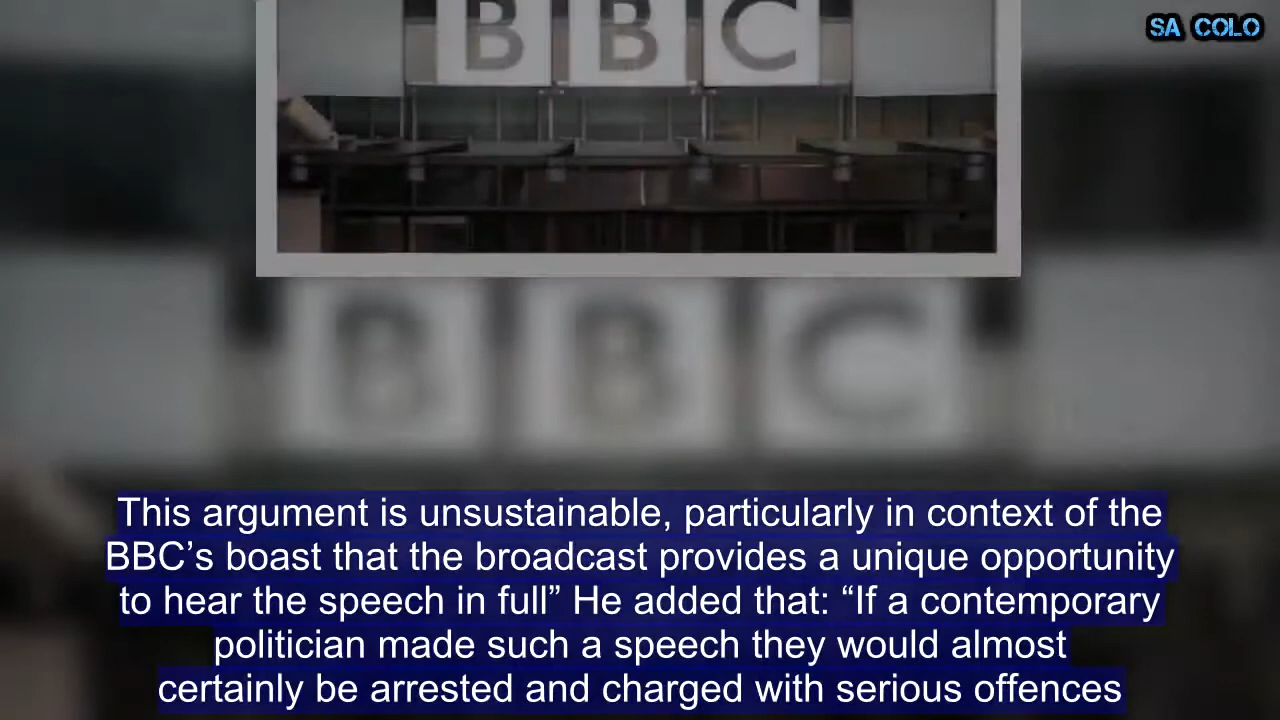 SA COLO
BBC
BBC
This argument is unsustainable, particularly in context of the
BBC’s boast that the broadcast provides a unique opportunity
to hear the speech in full” He added that: “If a contemporary
politician made such a speech they would almost
certainly be arrested and charged with serious offences